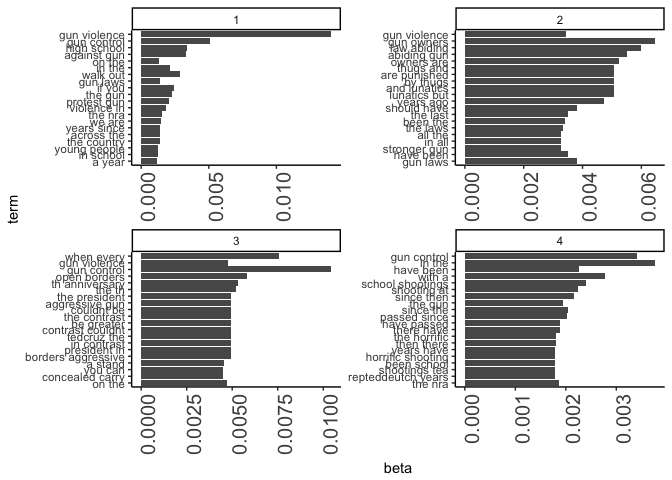 1
gun violence
gun control
high school
against gun
on the
in the
walk out
gun laws
if you
the gun
protest gun
violence in
the nra
we are
years since
across the
the country
young people
in school
a year
0.000
0.005
0.010
2
gun violence
gun owners
law abiding
abiding gun
owners are
thugs and
are punished
by thugs
and lunatics
lunatics but
years ago
should have
the last
been the
the laws
all the
in all
stronger gun
have been
gun laws
0.000
0.002
0.004
0.006
term
3
when every
gun violence
gun control
open borders
th anniversary
the th
the president
aggressive gun
couldnt be
the contrast
be greater
contrast couldnt
tedcruz the
in contrast
president in
borders aggressive
a stand
you can
concealed carry
on the
0.0000
0.0025
0.0050
0.0075
0.0100
4
gun control
in the
have been
with a
school shootings
shooting at
since then
the gun
since the
passed since
have passed
there have
the horrific
then there
years have
horrific shooting
been school
shootings tea
repteddeutch years
the nra
0.000
0.001
0.002
0.003
beta